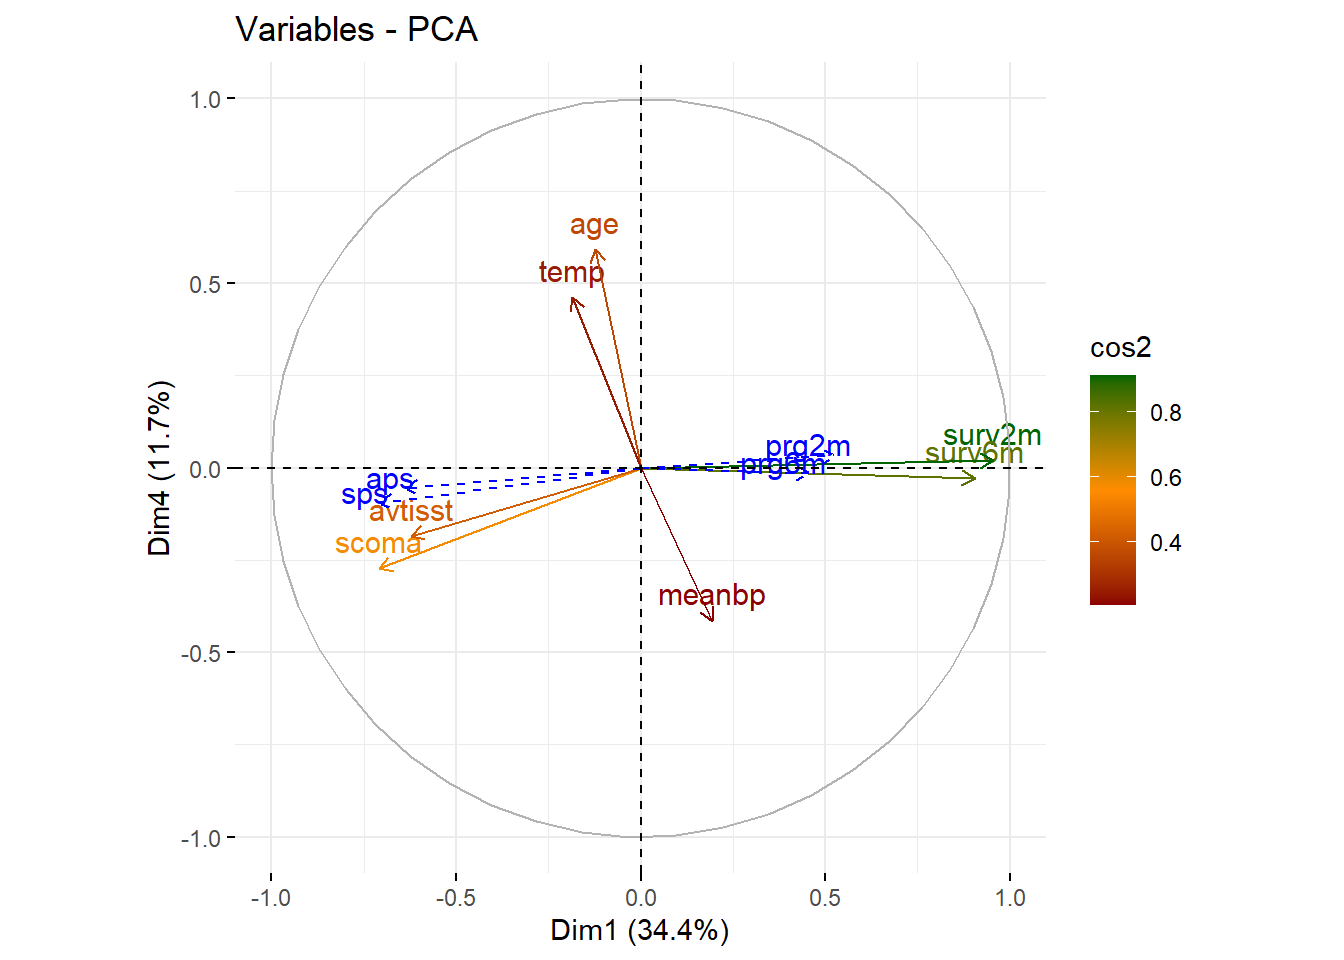 Variables - PCA
1.0
0.5
0.0
-0.5
-1.0
Dim4 (11.7%)
age
temp
prg2m
surv2m
surv6m
prg6m
aps
sps
avtisst
scoma
meanbp
-1.0
-0.5
0.0
0.5
1.0
Dim1 (34.4%)
cos2
0.8
0.6
0.4